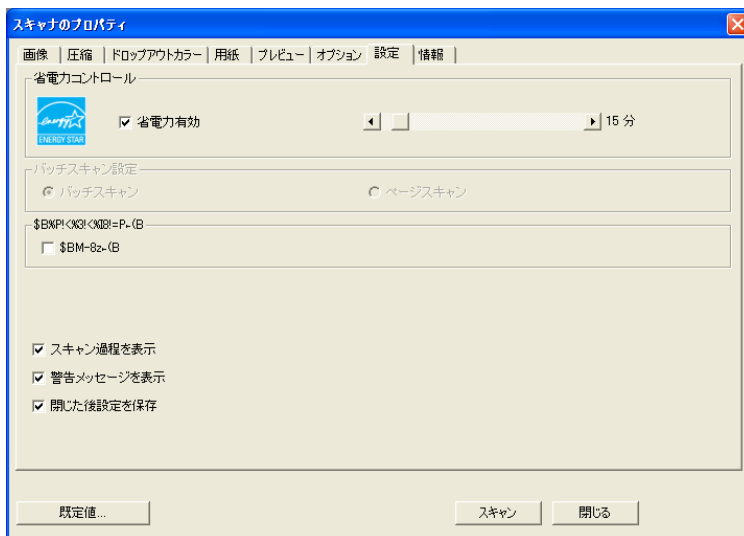 スキャナのプロパティ
画像 圧縮 ドロップアウトカラー 用紙 プレビュー オプション 設定 情報
省電力コントロール
energy
ENERGY STAR
省電力有効
15 分
バッチスキャン設定
バッチスキャン ページスキャン
$B%P!<%3!<%I8!=P←(B
$BM-8z←(B
スキャン過程を表示
警告メッセージを表示
閉じた後設定を保存
既定値... スキャン 閉じる